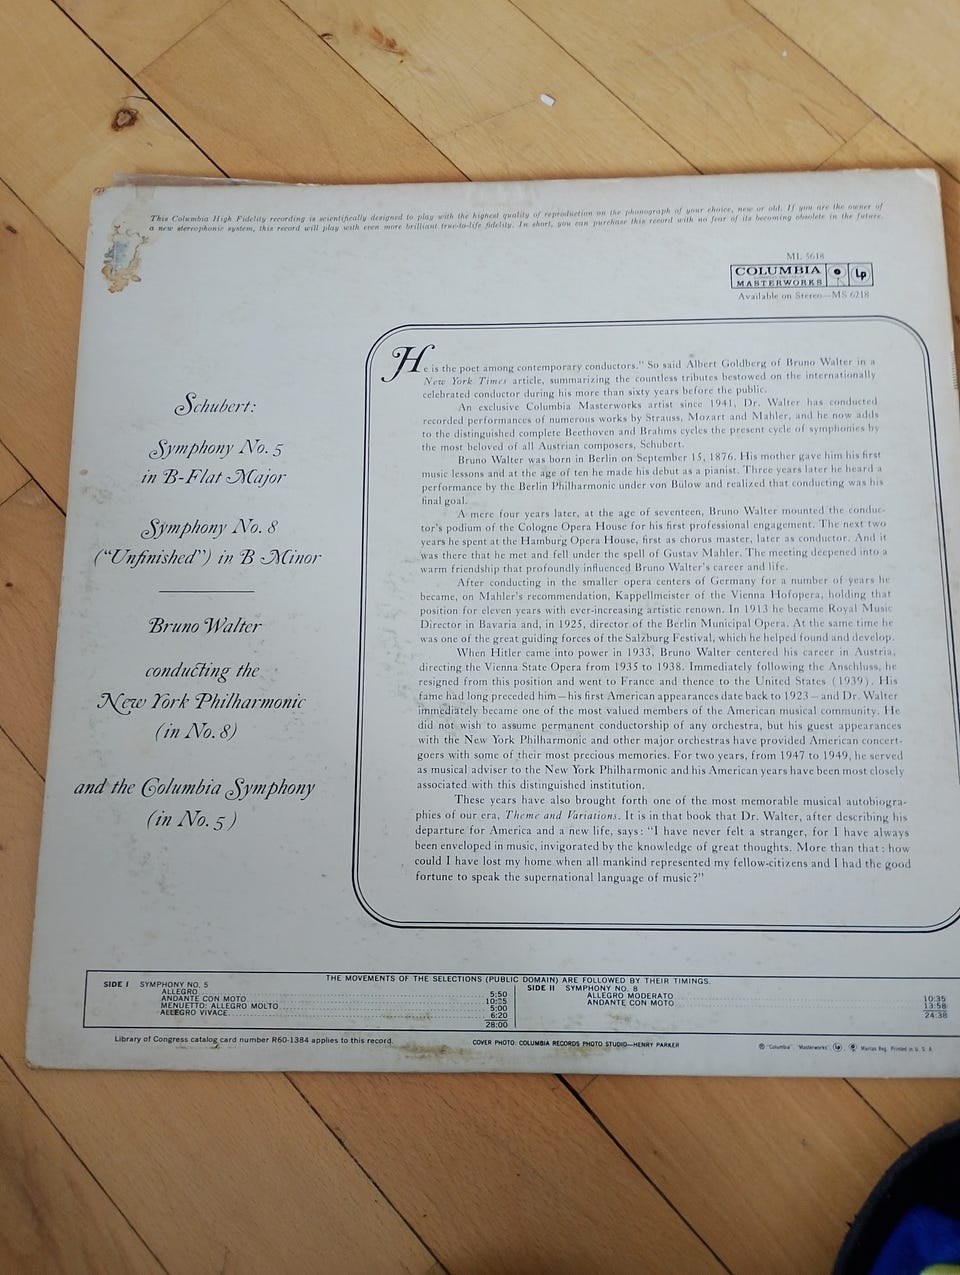 This Columbia High Fidelity recording is scientifically designed to play with the highest quality of reproduction on the phonograph of your choice, new or old. If you are the owner of
a new stereophonic system, this record will play with even more brilliant true-to-life fidelity. In short, you can purchase this record with no fear of its becoming obsolete in the future.
ML 5618
COLUMBIA
MASTERWORKS
Lp
Available on Stereo—MS 6218
Schubert:
Symphony No. 5
in B-Flat Major
Symphony No. 8
("Unfinished") in B Minor
Bruno Walter
conducting the
New York Philharmonic
(in No. 8)
and the Columbia Symphony
(in No. 5)
He is the poet among contemporary conductors." So said Albert Goldberg of Bruno Walter in a
New York Times article, summarizing the countless tributes bestowed on the internationally
celebrated conductor during his more than sixty years before the public.
An exclusive Columbia Masterworks artist since 1941, Dr. Walter has conducted
recorded performances of numerous works by Strauss, Mozart and Mahler, and he now adds
to the distinguished complete Beethoven and Brahms cycles the present cycle of symphonies by
the most beloved of all Austrian composers, Schubert.
Bruno Walter was born in Berlin on September 15, 1876. His mother gave him his first
music lessons and at the age of ten he made his debut as a pianist. Three years later he heard a
performance by the Berlin Philharmonic under von Bülow and realized that conducting was his
final goal.
A mere four years later, at the age of seventeen, Bruno Walter mounted the conduc-
tor's podium of the Cologne Opera House for his first professional engagement. The next two
years he spent at the Hamburg Opera House, first as chorus master, later as conductor. And it
was there that he met and fell under the spell of Gustav Mahler. The meeting deepened into a
warm friendship that profoundly influenced Bruno Walter's career and life.
After conducting in the smaller opera centers of Germany for a number of years he
became, on Mahler's recommendation, Kappellmeister of the Vienna Hofopera, holding that
position for eleven years with ever-increasing artistic renown. In 1913 he became Royal Music
Director in Bavaria and, in 1925, director of the Berlin Municipal Opera. At the same time he
was one of the great guiding forces of the Salzburg Festival, which he helped found and develop.
When Hitler came into power in 1933, Bruno Walter centered his career in Austria,
directing the Vienna State Opera from 1935 to 1938. Immediately following the Anschluss, he
resigned from this position and went to France and thence to the United States (1939). His
fame had long preceded him—his first American appearances date back to 1923—and Dr. Walter
immediately became one of the most valued members of the American musical community. He
did not wish to assume permanent conductorship of any orchestra, but his guest appearances
with the New York Philharmonic and other major orchestras have provided American concert-
goers with some of their most precious memories. For two years, from 1947 to 1949, he served
as musical adviser to the New York Philharmonic and his American years have been most closely
associated with this distinguished institution.
These years have also brought forth one of the most memorable musical autobiogra-
phies of our era, Theme and Variations. It is in that book that Dr. Walter, after describing his
departure for America and a new life, says: "I have never felt a stranger, for I have always
been enveloped in music, invigorated by the knowledge of great thoughts. More than that: how
could I have lost my home when all mankind represented my fellow-citizens and I had the good
fortune to speak the supernational language of music?"
THE MOVEMENTS OF THE SELECTIONS (PUBLIC DOMAIN) ARE FOLLOWED BY THEIR TIMINGS.
SIDE I SYMPHONY NO. 5
ALLEGRO 5:50
ANDANTE CON MOTO 10:25
MENUETTO: ALLEGRO MOLTO 5:00
ALLEGRO VIVACE 6:20
28:00
SIDE II SYMPHONY NO. 8
ALLEGRO MODERATO 10:35
ANDANTE CON MOTO 13:58
24:38
Library of Congress catalog card number R60-1384 applies to this record.
COVER PHOTO: COLUMBIA RECORDS PHOTO STUDIO—HENRY PARKER
® "Columbia", "Masterworks", Lp, Marcas Reg. Printed in U. S. A.